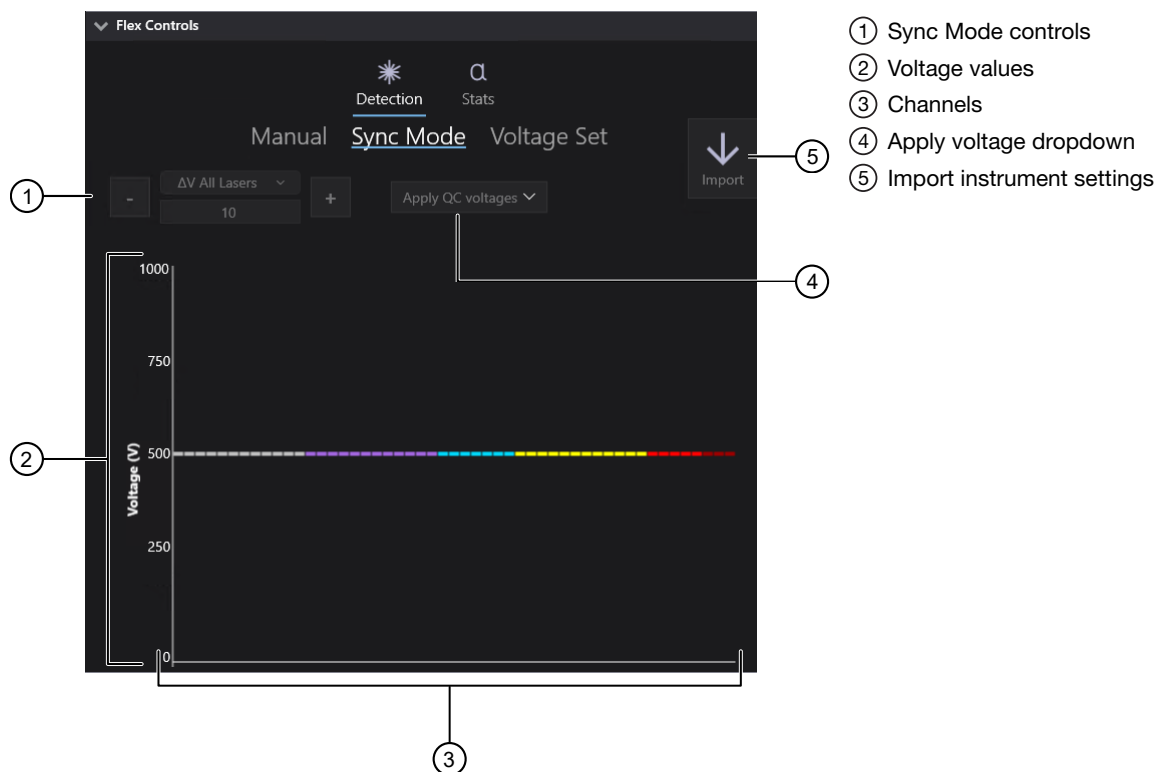 Flex Controls
Detection
α
Stats
Manual
Sync Mode
Voltage Set
Import
-
ΔV All Lasers
10
+
Apply QC voltages
1000
750
500
250
0
Voltage (V)
1
2
3
4
5
1 Sync Mode controls
2 Voltage values
3 Channels
4 Apply voltage dropdown
5 Import instrument settings